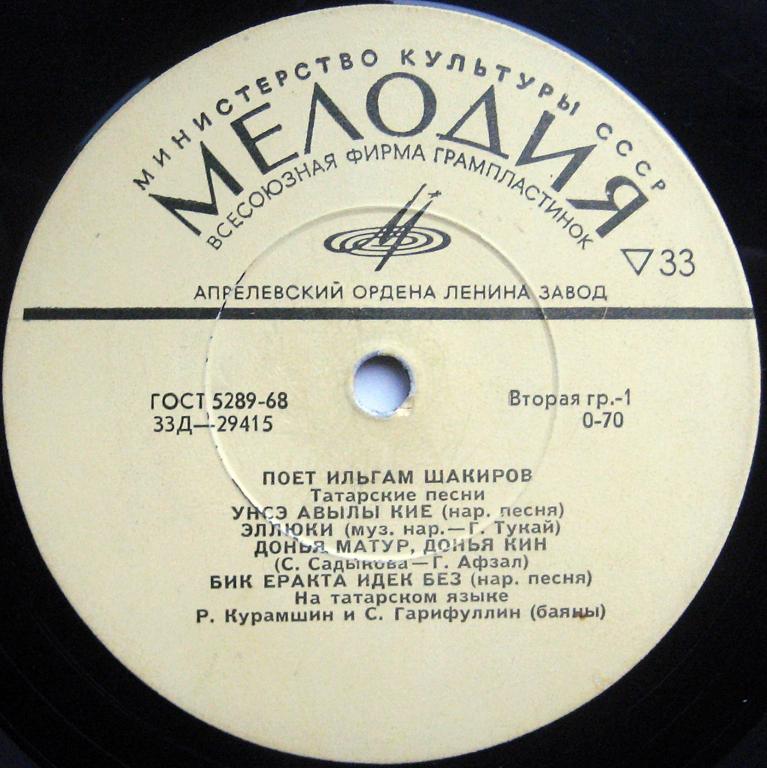 МИНИСТЕРСТВО КУЛЬТУРЫ СССР
МЕЛОДИЯ
ВСЕСОЮЗНАЯ ФИРМА ГРАМПЛАСТИНОК
33
АПРЕЛЕВСКИЙ ОРДЕНА ЛЕНИНА ЗАВОД
ГОСТ 5289-68 Вторая гр.-1
33Д—29415 0-70
ПОЕТ ИЛЬГАМ ШАКИРОВ
Татарские песни
УНСЭ АВЫЛЫ КИЕ (нар. песня)
ЭЛЛЮКИ (муз. нар.—Г. Тукай)
ДОНЬЯ МАТУР, ДОНЬЯ КИН
(С. Садыкова—Г. Афзал)
БИК ЕРАКТА ИДЕК БЕЗ (нар. песня)
На татарском языке
Р. Курамшин и С. Гарифуллин (баяны)